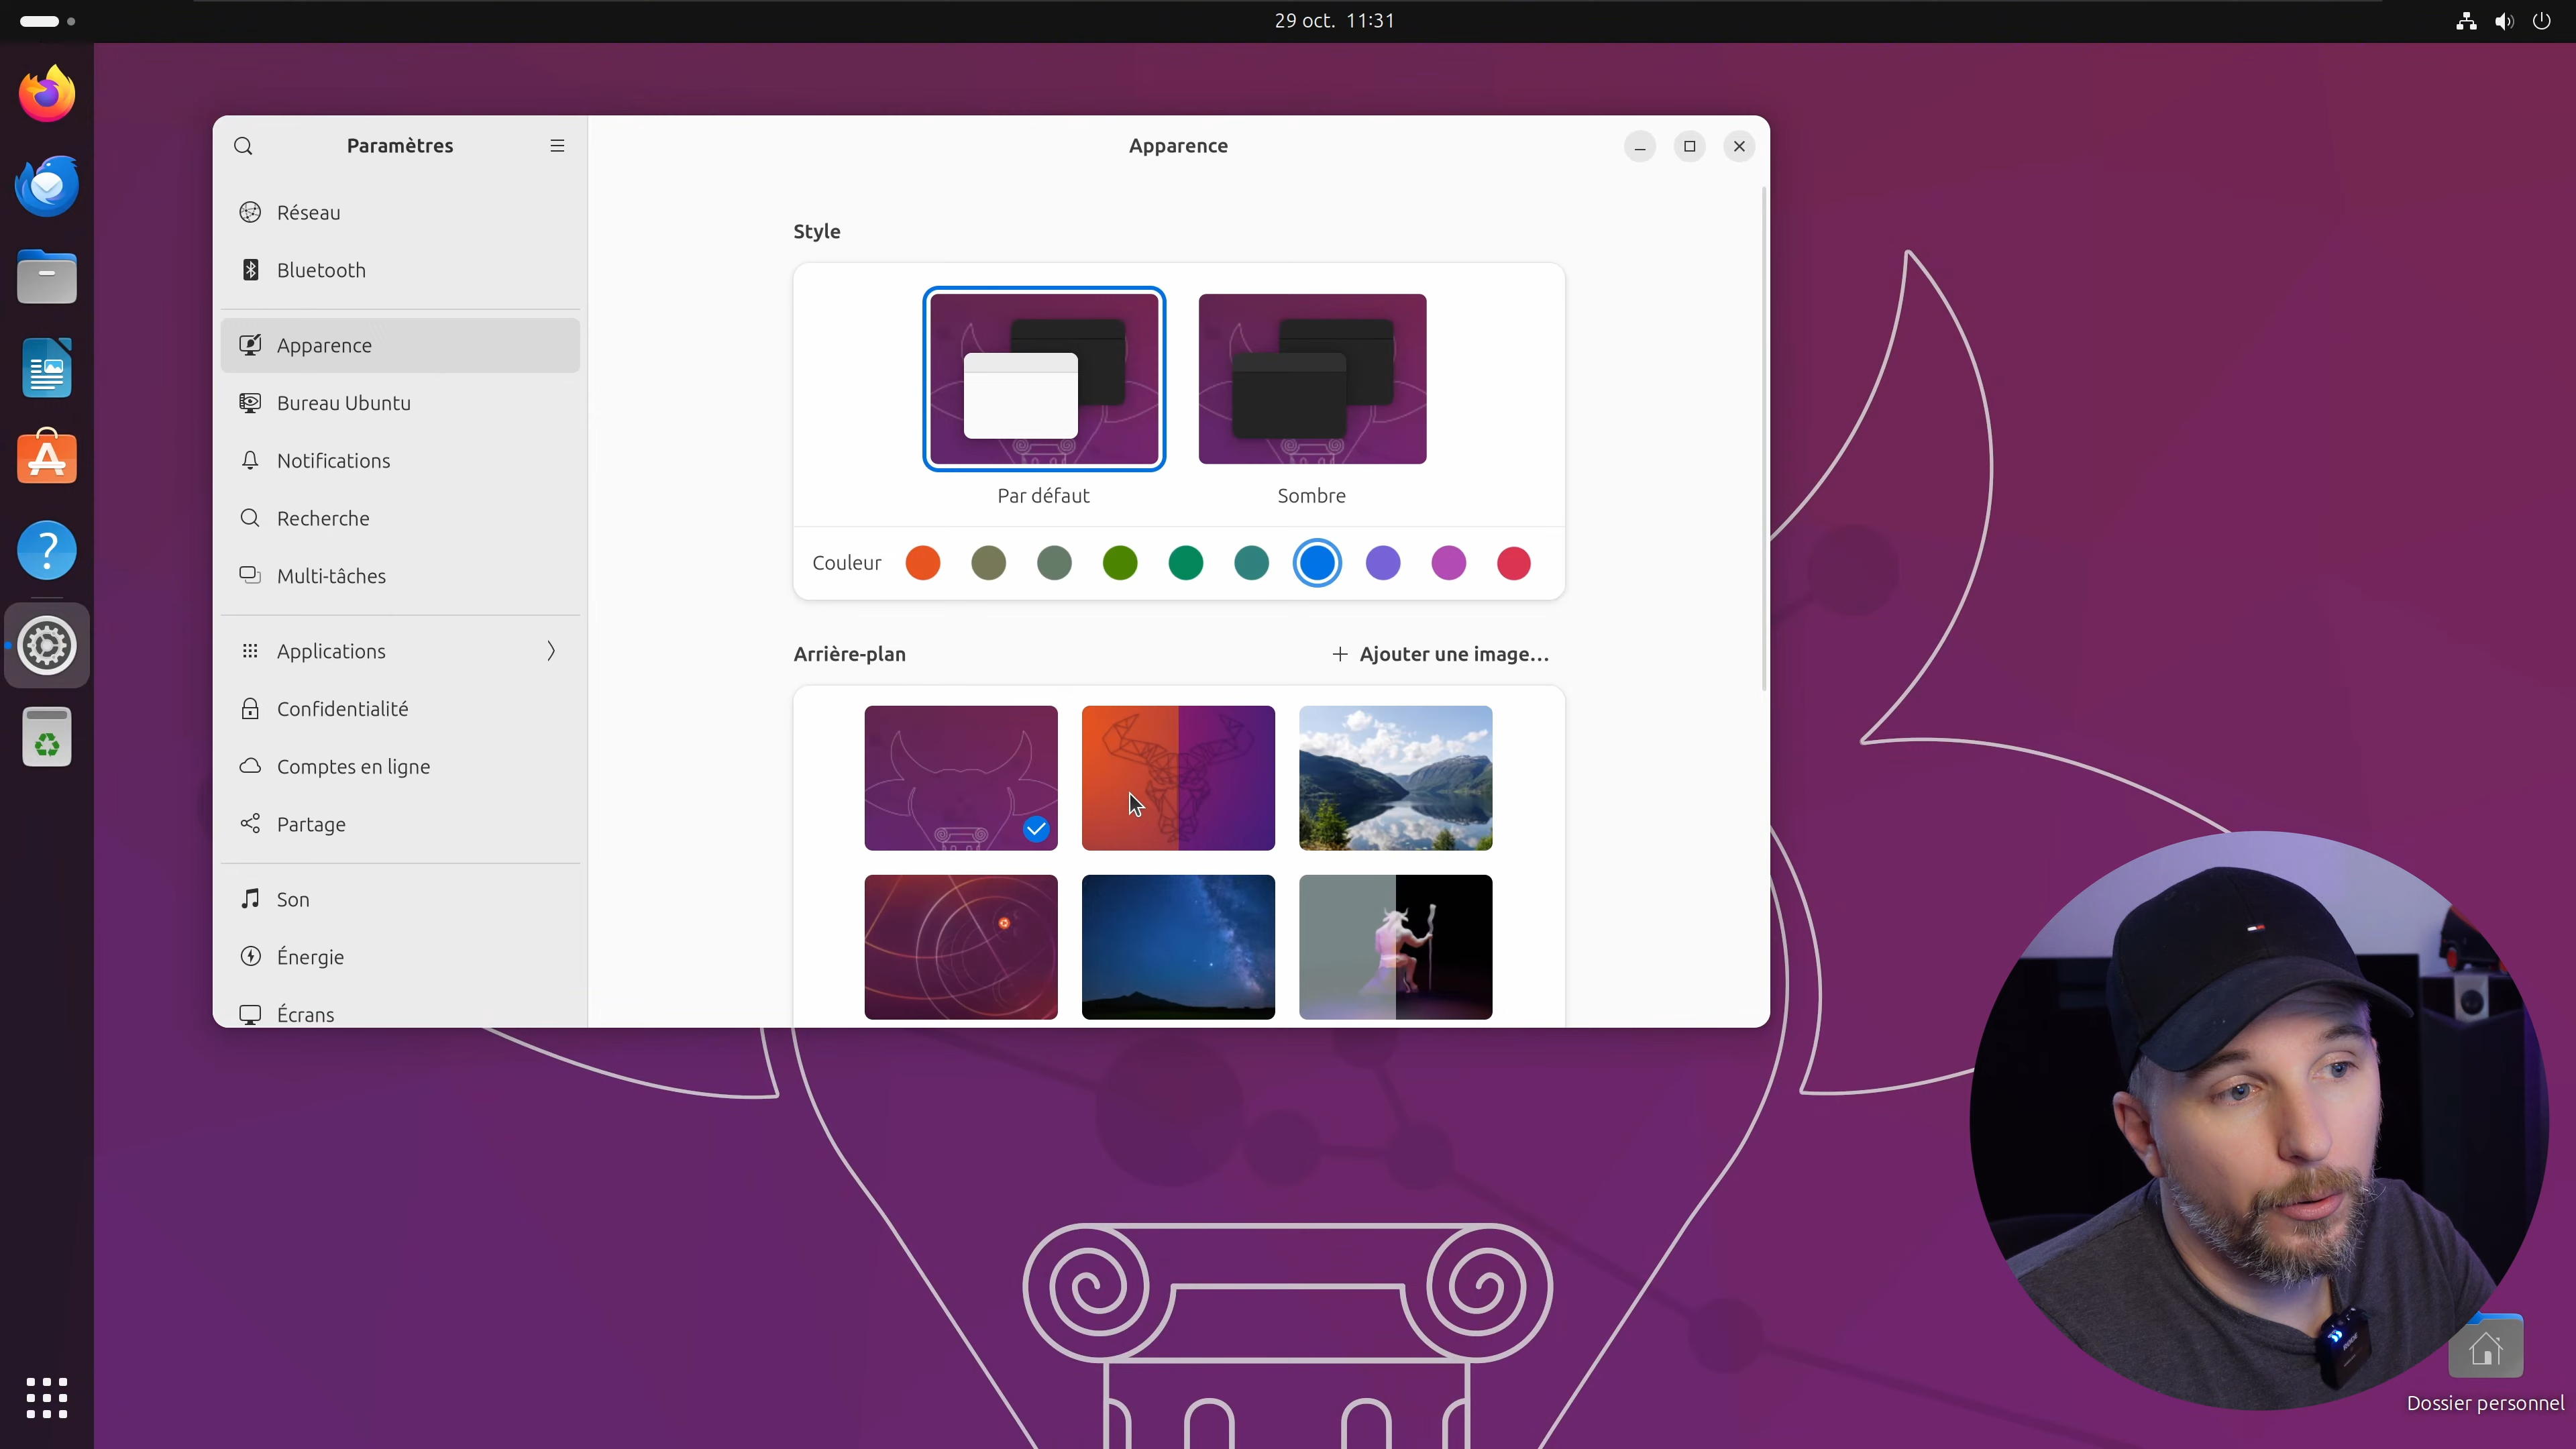 29 oct. 11:31
Paramètres
Apparence
Réseau
Bluetooth
Apparence
Bureau Ubuntu
Notifications
Recherche
Multi-tâches
Applications
Confidentialité
Comptes en ligne
Partage
Son
Énergie
Écrans
Style
Par défaut
Sombre
Couleur
Arrière-plan
Ajouter une image...
Dossier personnel